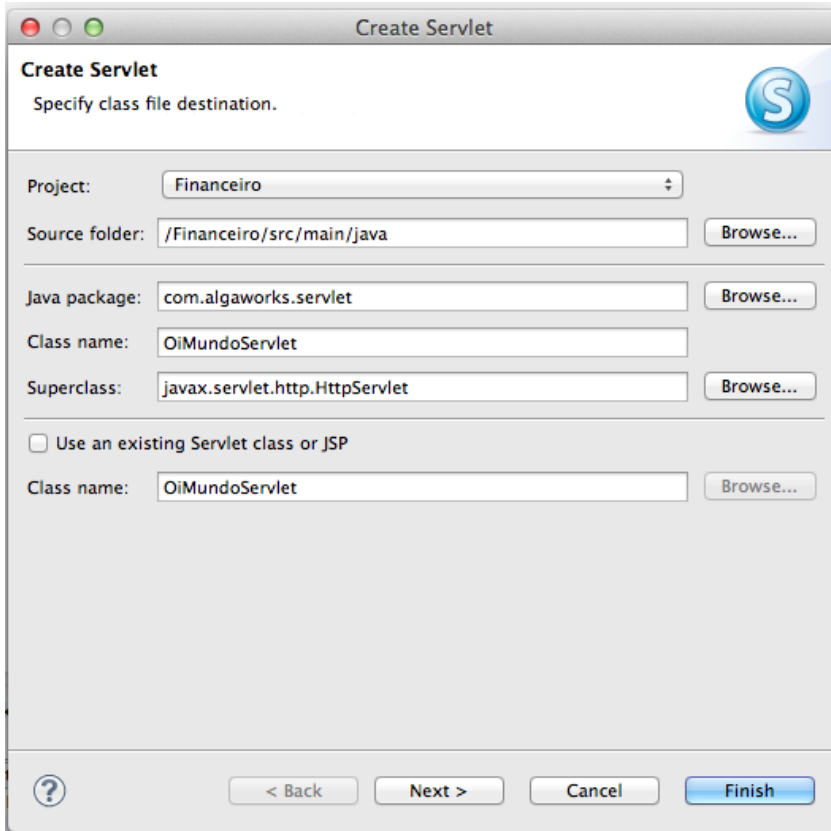 Create Servlet
Create Servlet
Specify class file destination.
S
Project: Financeiro
Source folder: /Financeiro/src/main/java Browse...
Java package: com.algaworks.servlet Browse...
Class name: OiMundoServlet
Superclass: javax.servlet.http.HttpServlet Browse...
Use an existing Servlet class or JSP
Class name: OiMundoServlet Browse...
? < Back Next > Cancel Finish